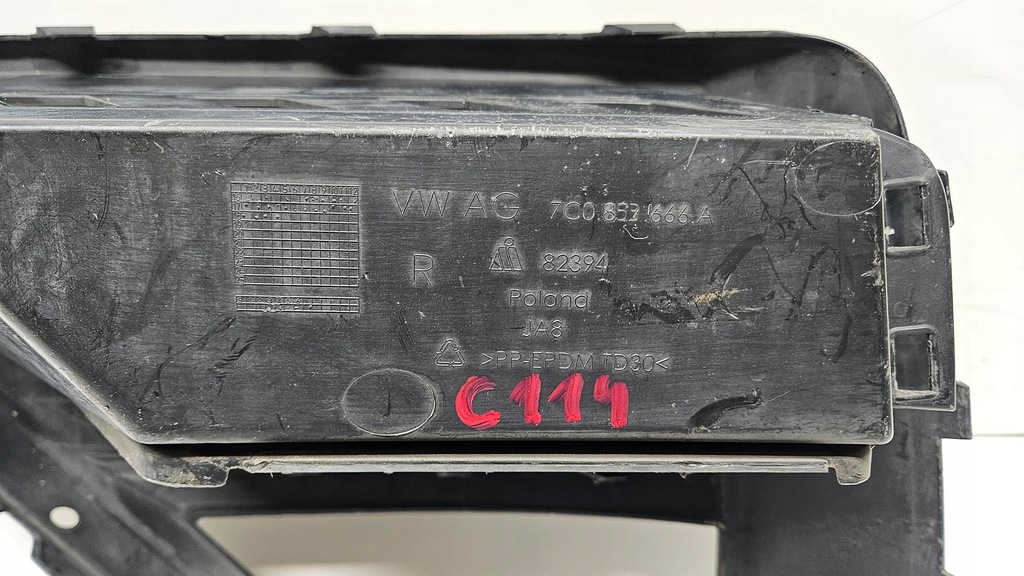 VW AG 7C0.853.666.A
R 82394
Poland
JA8
>PP-EPDM TD30<
C114